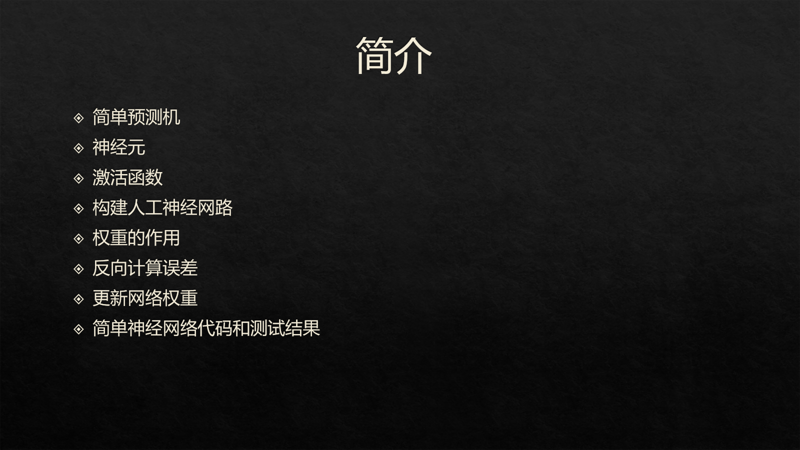 简介
简单预测机
神经元
激活函数
构建人工神经网路
权重的作用
反向计算误差
更新网络权重
简单神经网络代码和测试结果